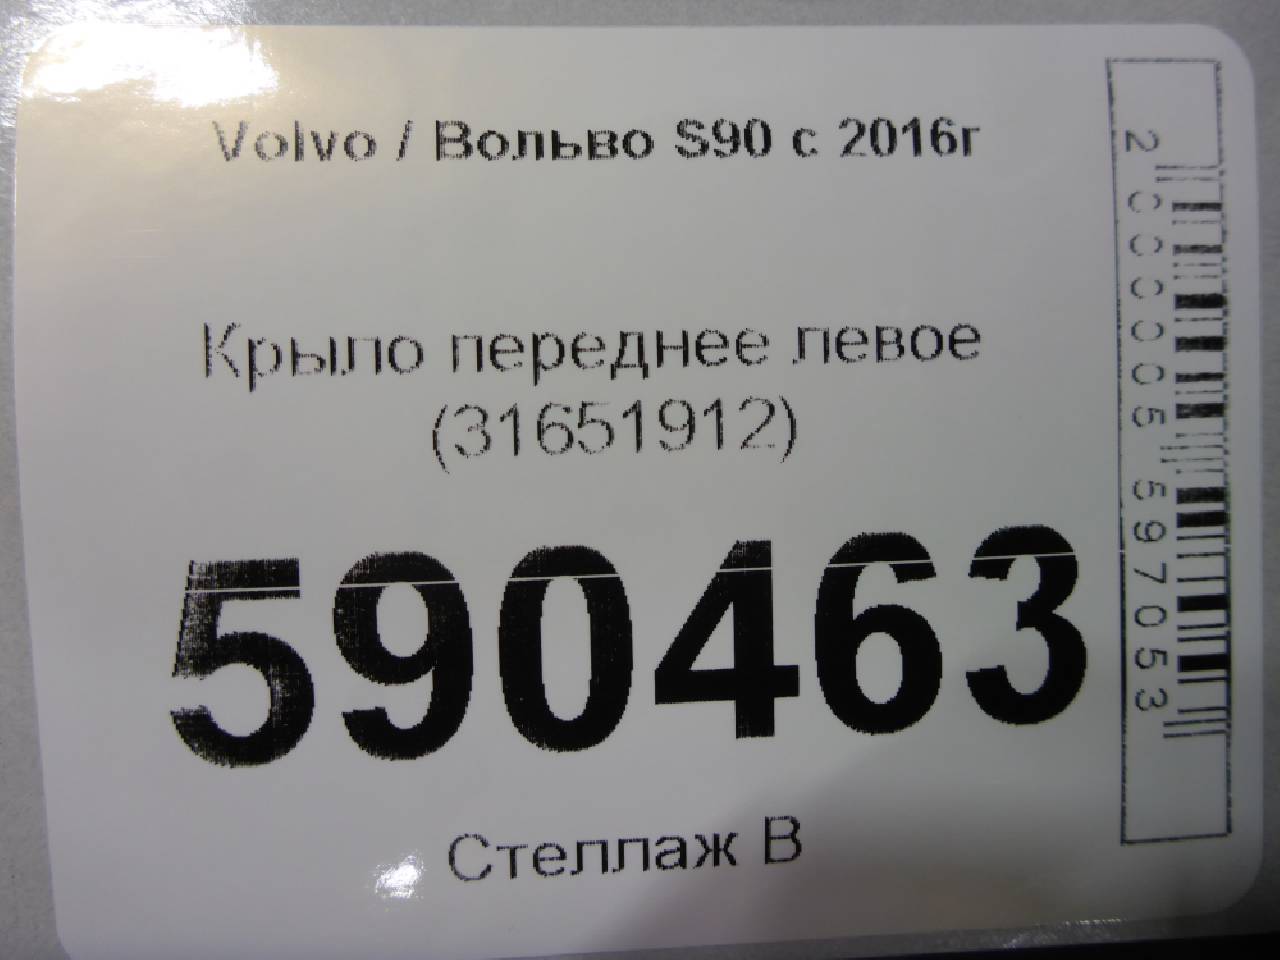 Volvo / Вольво S90 с 2016г
Крыло переднее левое
(31651912)
590463
Стеллаж В
2000005597053